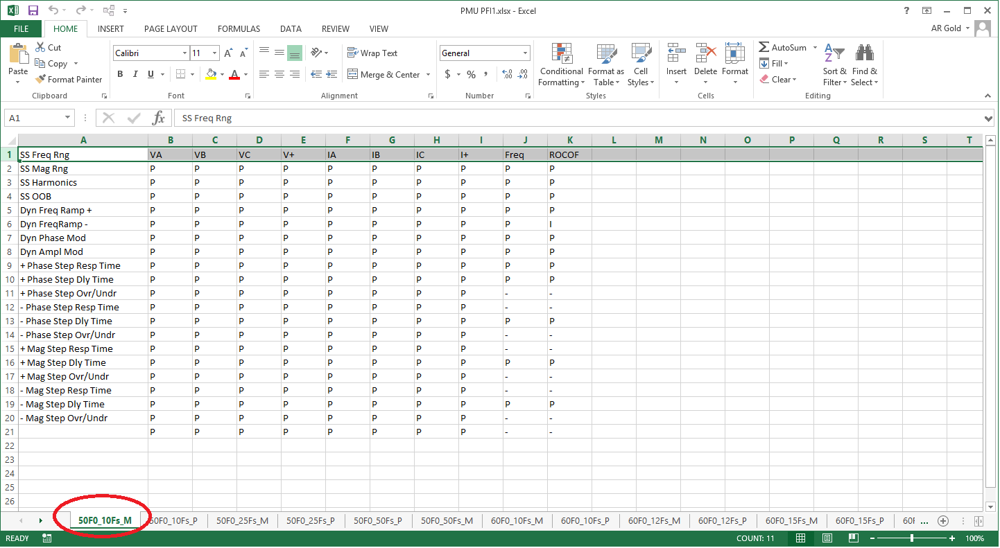 PMU PFI1.xlsx - Excel
?
FILE HOME INSERT PAGE LAYOUT FORMULAS DATA REVIEW VIEW
AR Gold
Paste Cut Copy Format Painter
Calibri 11 A A
B I U A
Wrap Text
Merge & Center
General
$ % , .0 .00 .00 .0
Conditional Formatting Format as Table Cell Styles
Insert Delete Format
AutoSum Fill Clear
Sort & Filter Find & Select
Clipboard Font Alignment Number Styles Cells Editing
A1 fx SS Freq Rng
A B C D E F G H I J K L M N O P Q R S T
1 SS Freq Rng VA VB VC V+ IA IB IC I+ Freq ROCOF
2 SS Mag Rng P P P P P P P P P P
3 SS Harmonics P P P P P P P P P P
4 SS OOB P P P P P P P P P P
5 Dyn Freq Ramp + P P P P P P P P P P
6 Dyn FreqRamp - P P P P P P P P P I
7 Dyn Phase Mod P P P P P P P P P P
8 Dyn Ampl Mod P P P P P P P P P P
9 + Phase Step Resp Time P P P P P P P P P P
10 + Phase Step Dly Time P P P P P P P P P P
11 + Phase Step Ovr/Undr P P P P P P P P - -
12 - Phase Step Resp Time P P P P P P P P - -
13 - Phase Step Dly Time P P P P P P P P P P
14 - Phase Step Ovr/Undr P P P P P P P P - -
15 + Mag Step Resp Time P P P P P P P P - -
16 + Mag Step Dly Time P P P P P P P P P P
17 + Mag Step Ovr/Undr P P P P P P P P - -
18 - Mag Step Resp Time P P P P P P P P - -
19 - Mag Step Dly Time P P P P P P P P P P
20 - Mag Step Ovr/Undr P P P P P P P P - -
21 P P P P P P P P - -
22
23
24
25
26
50F0_10Fs_M 50F0_10Fs_P 50F0_25Fs_M 50F0_25Fs_P 50F0_50Fs_P 50F0_50Fs_M 60F0_10Fs_M 60F0_10Fs_P 60F0_12Fs_M 60F0_12Fs_P 60F0_15Fs_M 60F0_15Fs_P ...
READY COUNT: 11 - + 100%